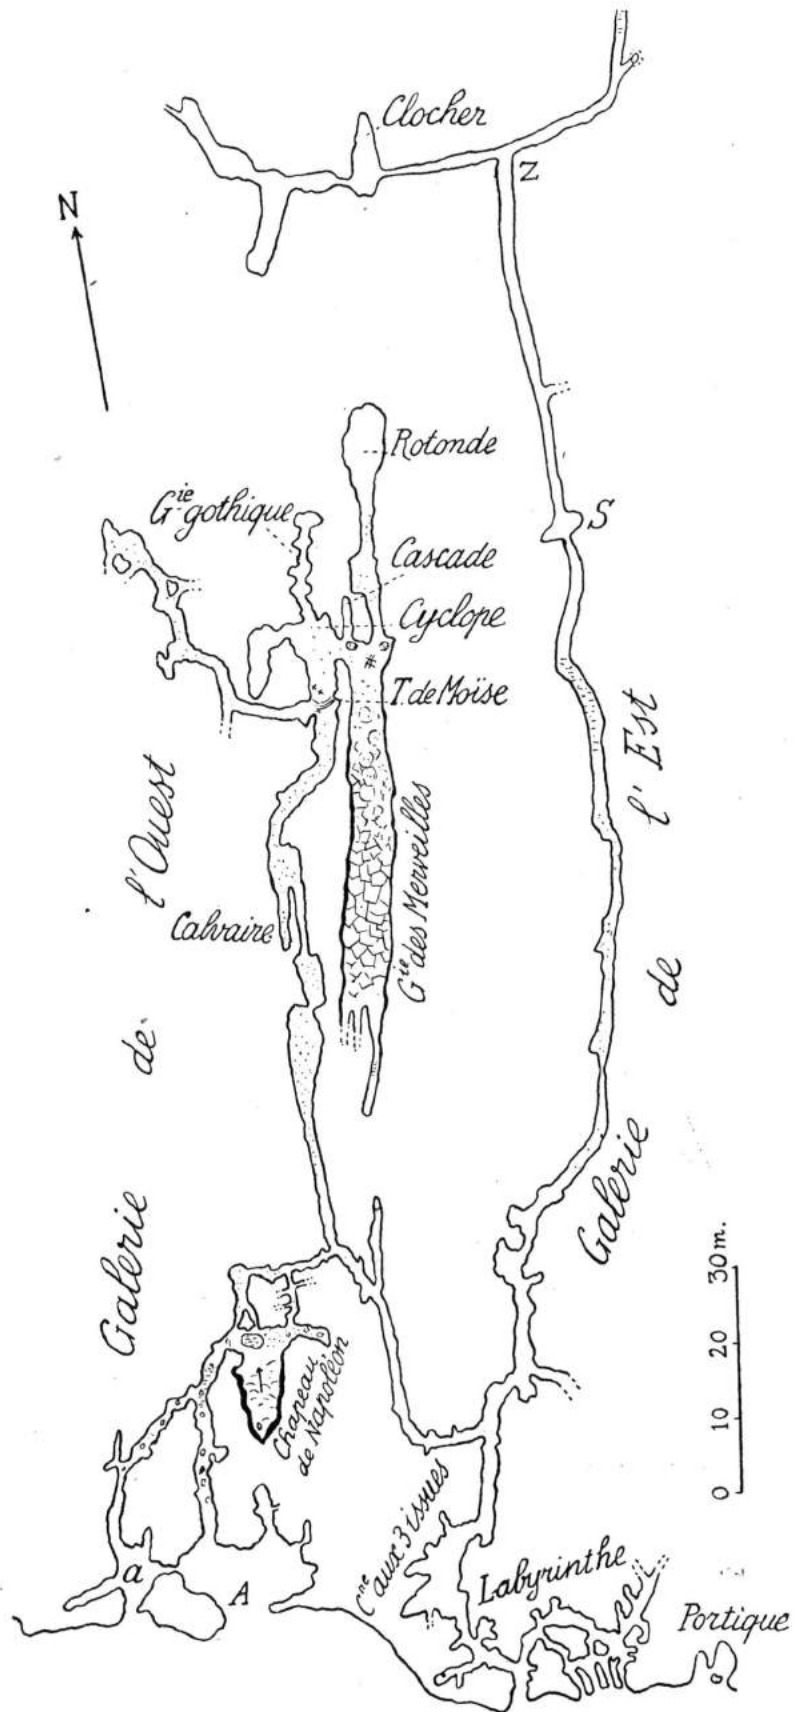 Clocher
Z
N
Rotonde
Gie gothique
S
Cascade
Cyclope
T. de Moïse
Galerie de l'Ouest
Galerie de l'Est
Gie des Merveilles
Calvaire
30 m.
20
10
0
Chapeau
de Napoléon
Cne aux 3 issues
Labyrinthe
a
A
Portique